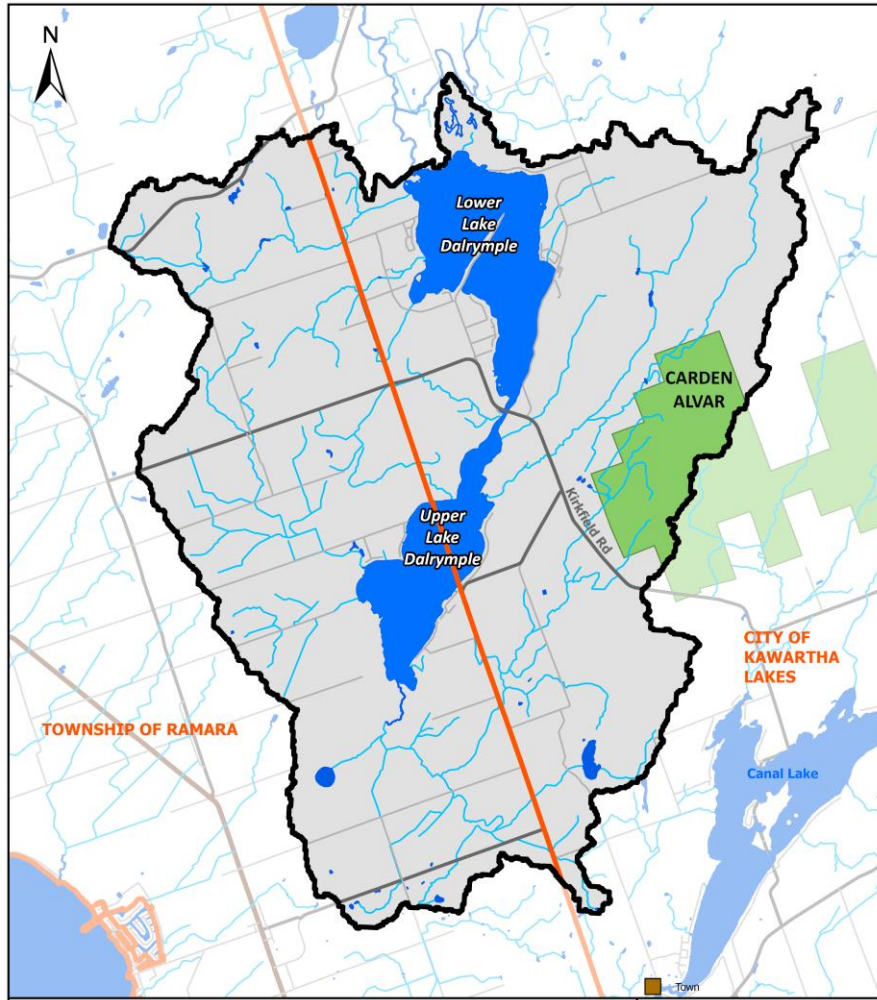 N
Lower
Lake
Dalrymple
CARDEN
ALVAR
Kirkfield Rd
Upper
Lake
Dalrymple
CITY OF
KAWARTHA
LAKES
TOWNSHIP OF RAMARA
Canal Lake
Town